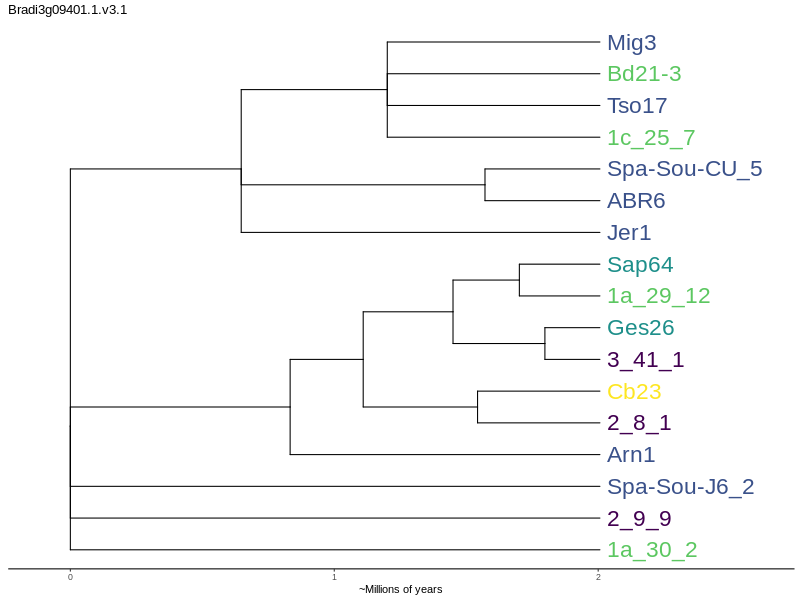 Bradi3g09401.1.v3.1
Mig3
Bd21-3
Tso17
1c_25_7
Spa-Sou-CU_5
ABR6
Jer1
Sap64
1a_29_12
Ges26
3_41_1
Cb23
2_8_1
Arn1
Spa-Sou-J6_2
2_9_9
1a_30_2
0 1 2
~Millions of years